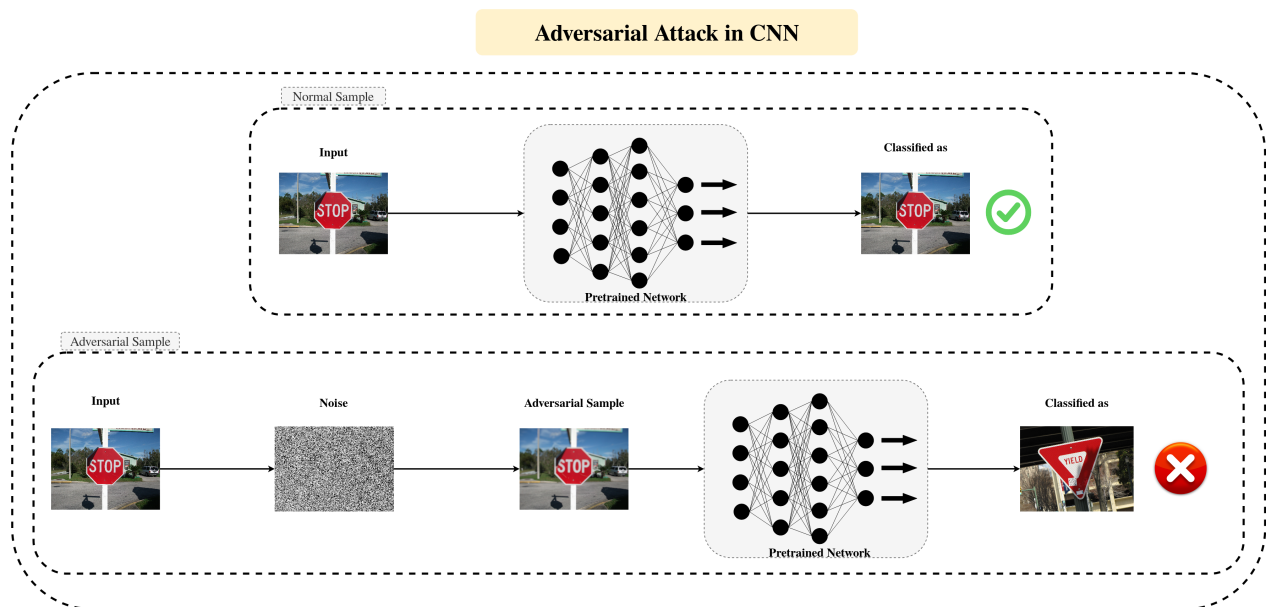 Adversarial Attack in CNN
Normal Sample
Input
Classified as
STOP
STOP
Pretrained Network
Adversarial Sample
Input
Noise
Adversarial Sample
Classified as
STOP
STOP
YIELD
Pretrained Network